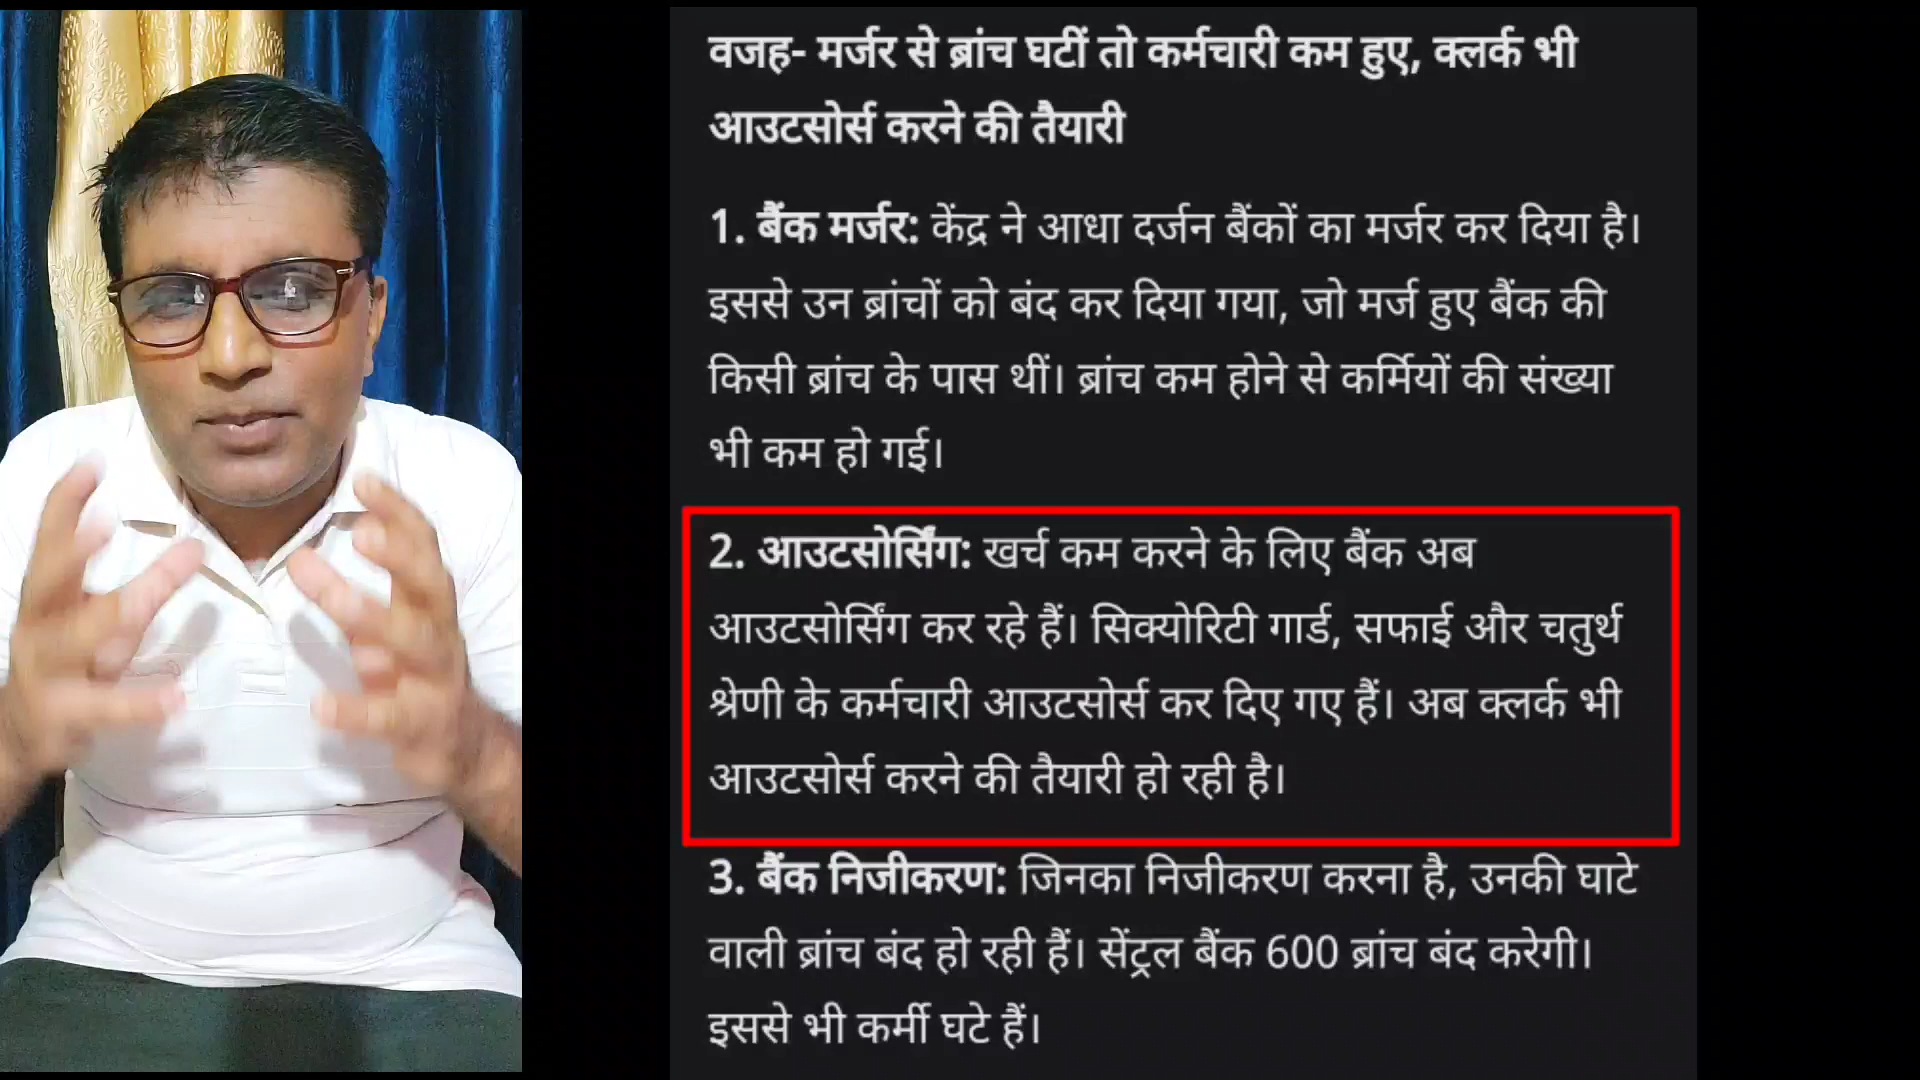 वजह- मर्जर से ब्रांच घटीं तो कर्मचारी कम हुए, क्लर्क भी
आउटसोर्स करने की तैयारी
1. बैंक मर्जर: केंद्र ने आधा दर्जन बैंकों का मर्जर कर दिया है।
इससे उन ब्रांचों को बंद कर दिया गया, जो मर्ज हुए बैंक की
किसी ब्रांच के पास थीं। ब्रांच कम होने से कर्मियों की संख्या
भी कम हो गई।
2. आउटसोर्सिंग: खर्च कम करने के लिए बैंक अब
आउटसोर्सिंग कर रहे हैं। सिक्योरिटी गार्ड, सफाई और चतुर्थ
श्रेणी के कर्मचारी आउटसोर्स कर दिए गए हैं। अब क्लर्क भी
आउटसोर्स करने की तैयारी हो रही है।
3. बैंक निजीकरण: जिनका निजीकरण करना है, उनकी घाटे
वाली ब्रांच बंद हो रही हैं। सेंट्रल बैंक 600 ब्रांच बंद करेगी।
इससे भी कर्मी घटे हैं।